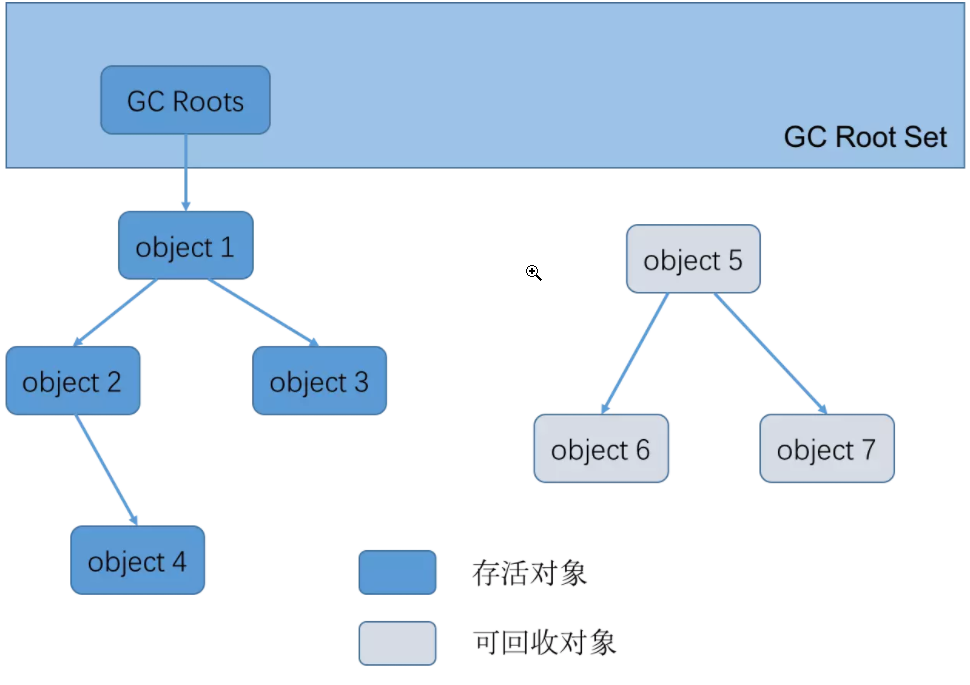 GC Roots
GC Root Set
object 1
object 5
object 2
object 3
object 6
object 7
object 4
存活对象
可回收对象